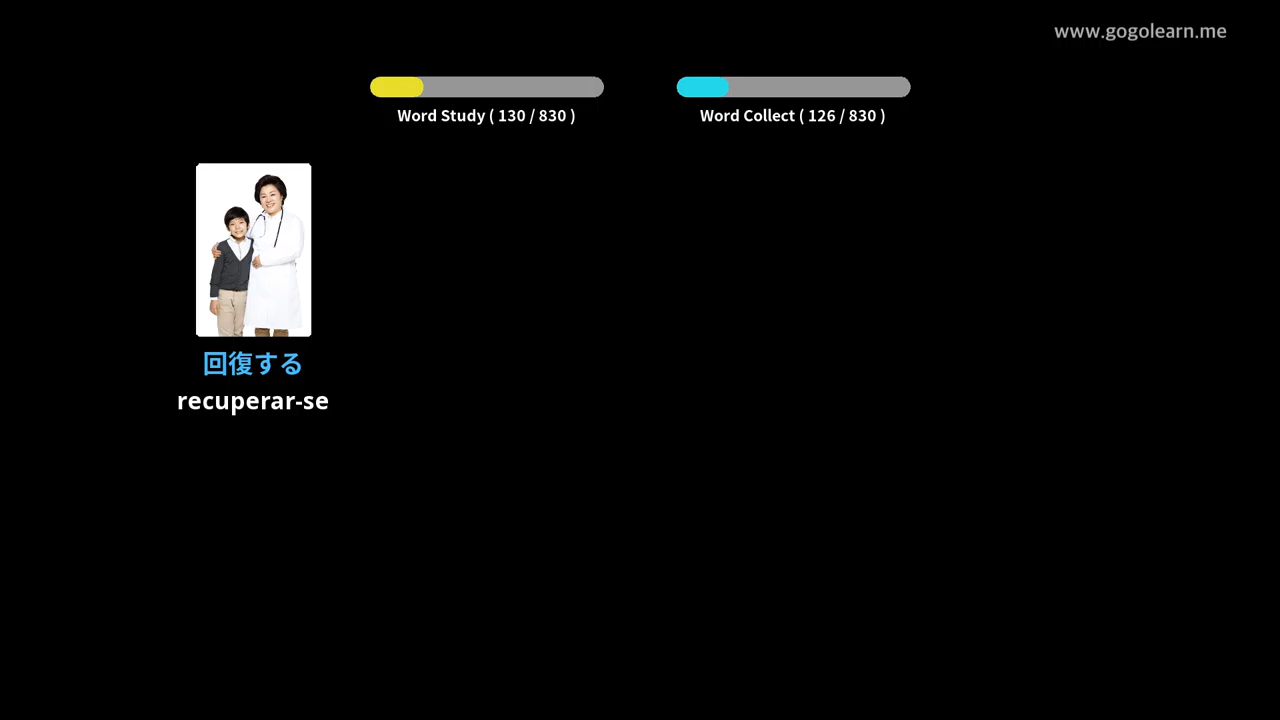 www.gogolearn.me
Word Study ( 130 / 830 )
Word Collect ( 126 / 830 )
回復する
recuperar-se